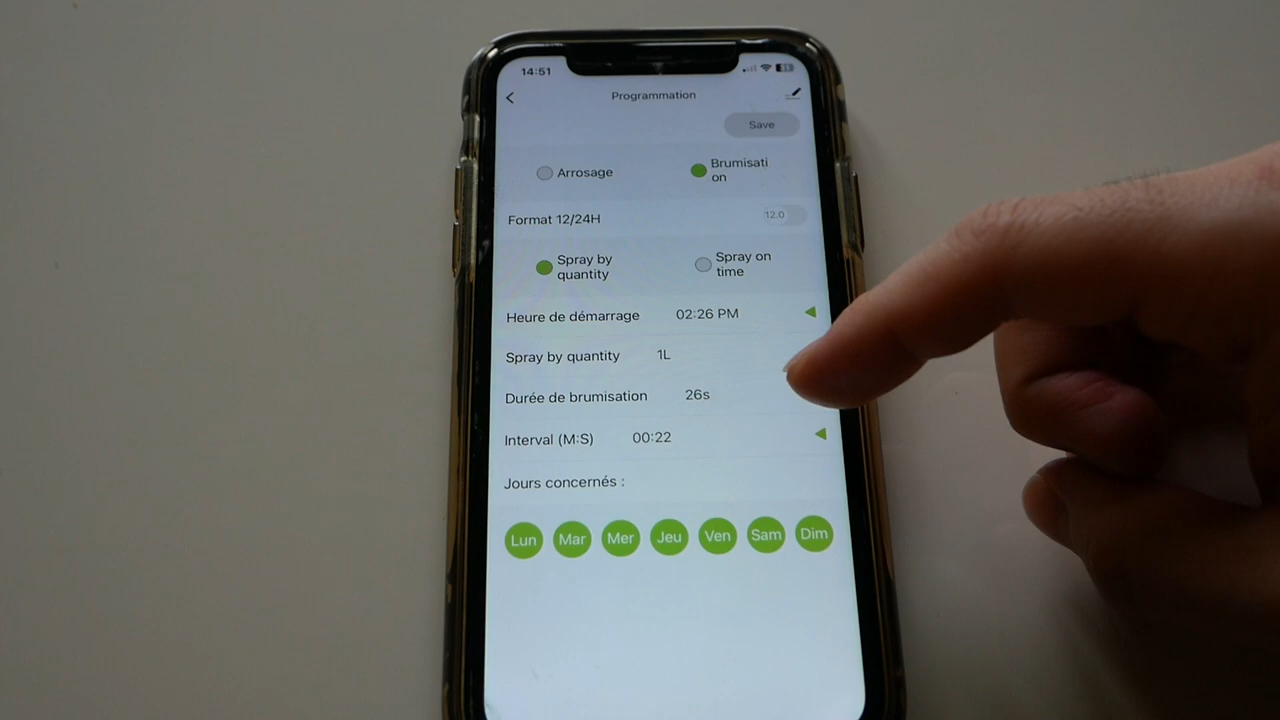 14:51
Programmation
Save
Arrosage
Brumisati
on
Format 12/24H
12.0
Spray by
quantity
Spray on
time
Heure de démarrage 02:26 PM
Spray by quantity 1L
Durée de brumisation 26s
Interval (M:S) 00:22
Jours concernés :
Lun Mar Mer Jeu Ven Sam Dim